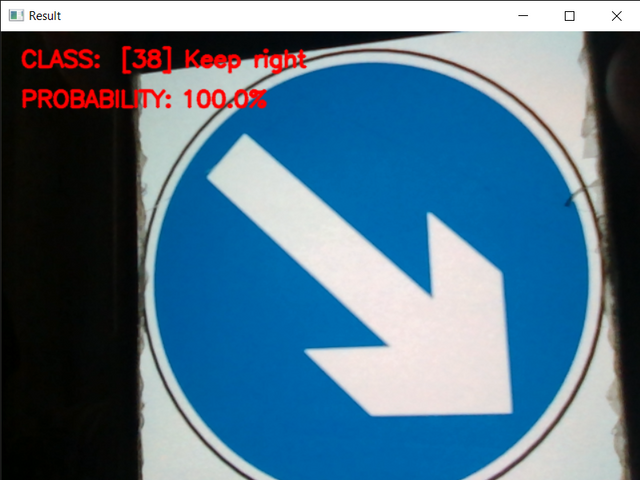 Result
CLASS: [38] Keep right
PROBABILITY: 100.0%